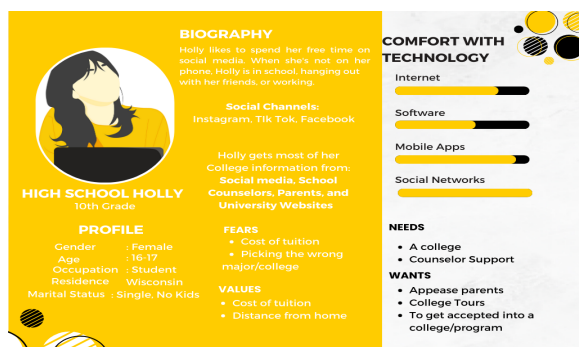 BIOGRAPHY
Holly likes to spend her free time on
social media. When she's not on her
phone, Holly is in school, hanging out
with her friends, or working.
Social Channels:
Instagram, TIk Tok, Facebook
Holly gets most of her
College information from:
Social media, School
Counselors, Parents, and
University Websites
HIGH SCHOOL HOLLY
10th Grade
PROFILE
Gender : Female
Age : 16-17
Occupation : Student
Residence Wisconsin
Marital Status : Single, No Kids
FEARS
• Cost of tuition
• Picking the wrong
major/college
VALUES
• Cost of tuition
• Distance from home
COMFORT WITH
TECHNOLOGY
Internet
Software
Mobile Apps
Social Networks
NEEDS
• A college
• Counselor Support
WANTS
• Appease parents
• College Tours
• To get accepted into a
college/program